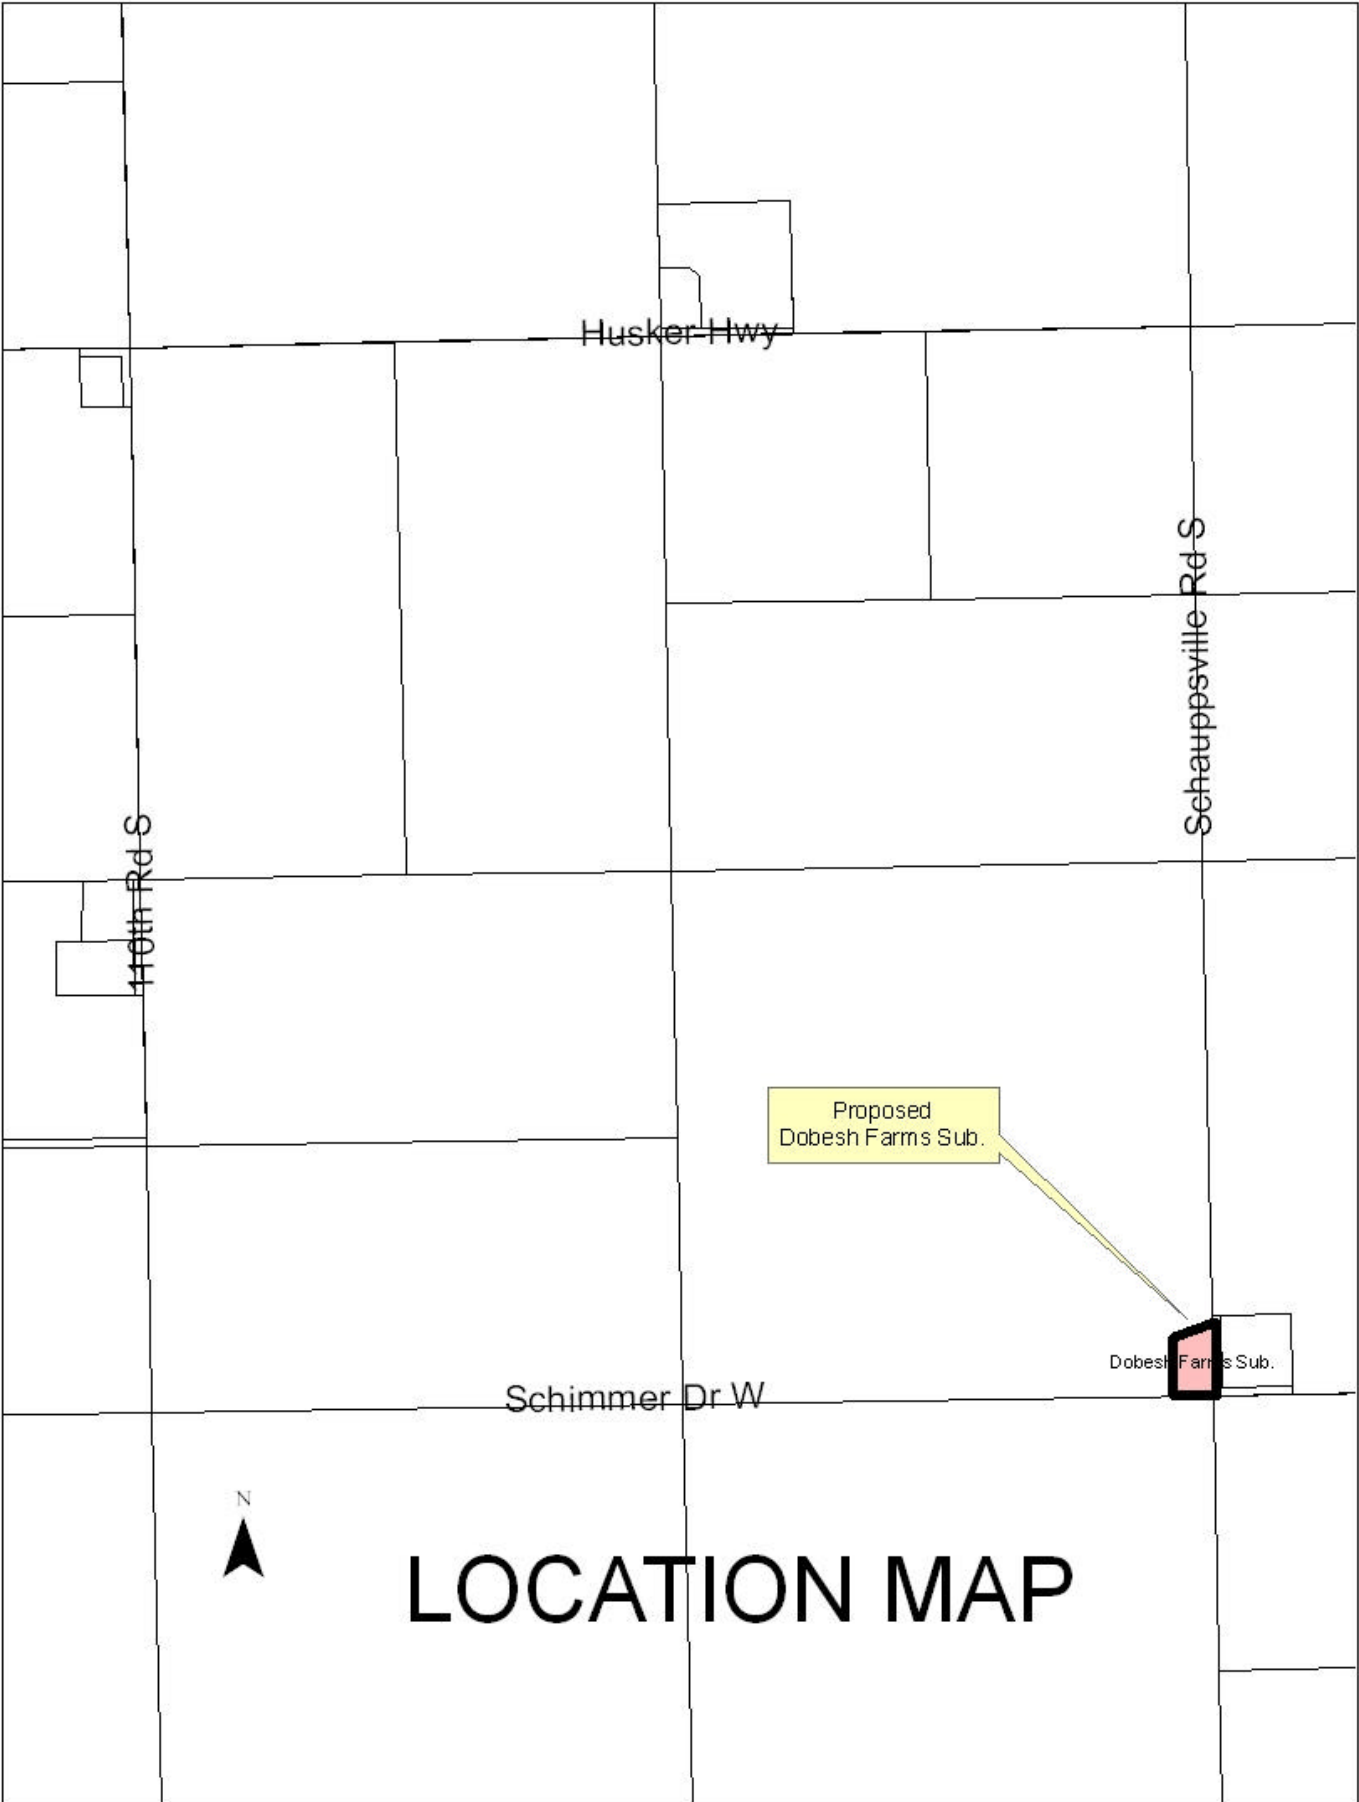 Husker Hwy
Schauppsville Rd S
110th Rd S
Proposed
Dobesh Farms Sub.
Dobesh Farms Sub.
Schimmer Dr W
N
LOCATION MAP